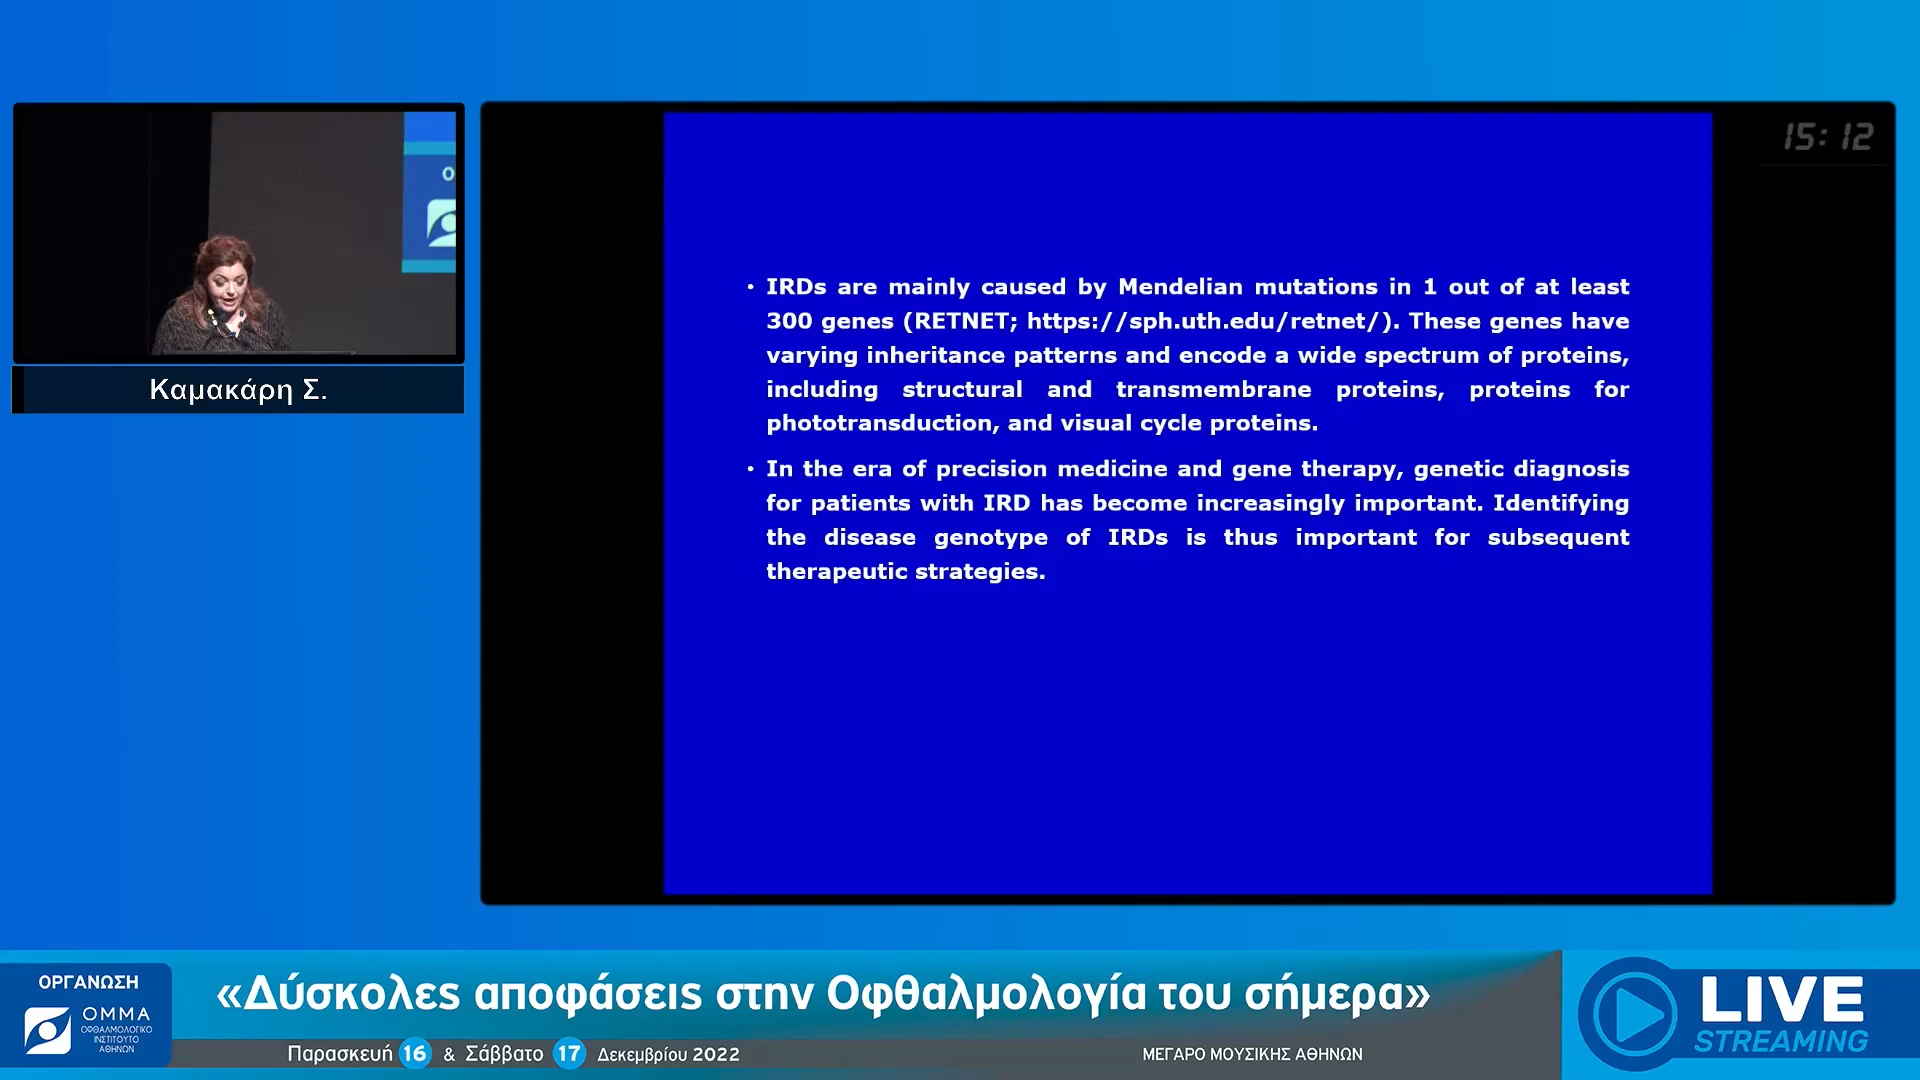 15:12
Ο
Καμακάρη Σ.
• IRDs are mainly caused by Mendelian mutations in 1 out of at least
300 genes (RETNET; https://sph.uth.edu/retnet/). These genes have
varying inheritance patterns and encode a wide spectrum of proteins,
including structural and transmembrane proteins, proteins for
phototransduction, and visual cycle proteins.
• In the era of precision medicine and gene therapy, genetic diagnosis
for patients with IRD has become increasingly important. Identifying
the disease genotype of IRDs is thus important for subsequent
therapeutic strategies.
ΟΡΓΑΝΩΣΗ
ΟΜΜΑ
ΟΦΘΑΛΜΟΛΟΓΙΚΟ
ΙΝΣΤΙΤΟΥΤΟ
ΑΘΗΝΩΝ
«Δύσκολες αποφάσεις στην Οφθαλμολογία του σήμερα»
Παρασκευή 16 & Σάββατο 17 Δεκεμβρίου 2022
ΜΕΓΑΡΟ ΜΟΥΣΙΚΗΣ ΑΘΗΝΩΝ
LIVE
STREAMING